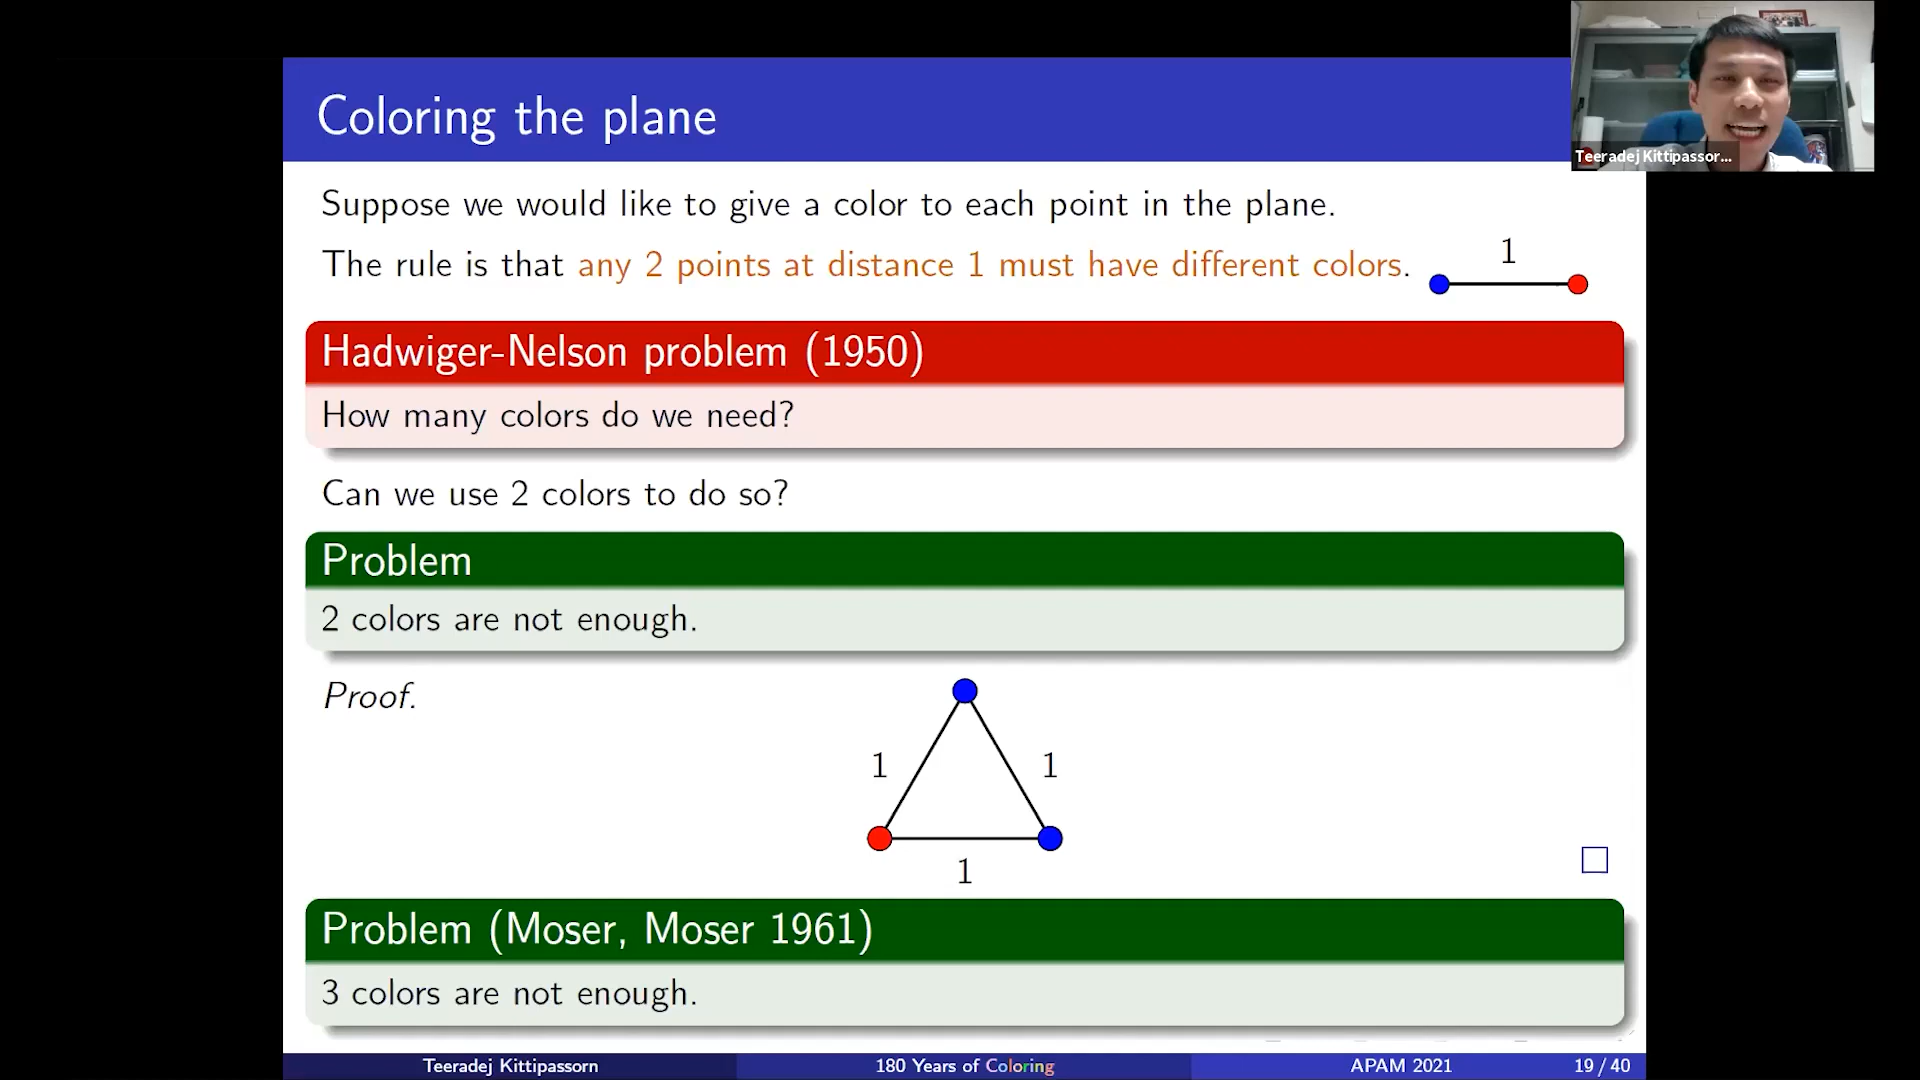 Coloring the plane
Teeradej Kittipassor...
Suppose we would like to give a color to each point in the plane.
The rule is that any 2 points at distance 1 must have different colors.
1
Hadwiger-Nelson problem (1950)
How many colors do we need?
Can we use 2 colors to do so?
Problem
2 colors are not enough.
Proof.
1
1
1
Problem (Moser, Moser 1961)
3 colors are not enough.
Teeradej Kittipassorn
180 Years of Coloring
APAM 2021
19 / 40